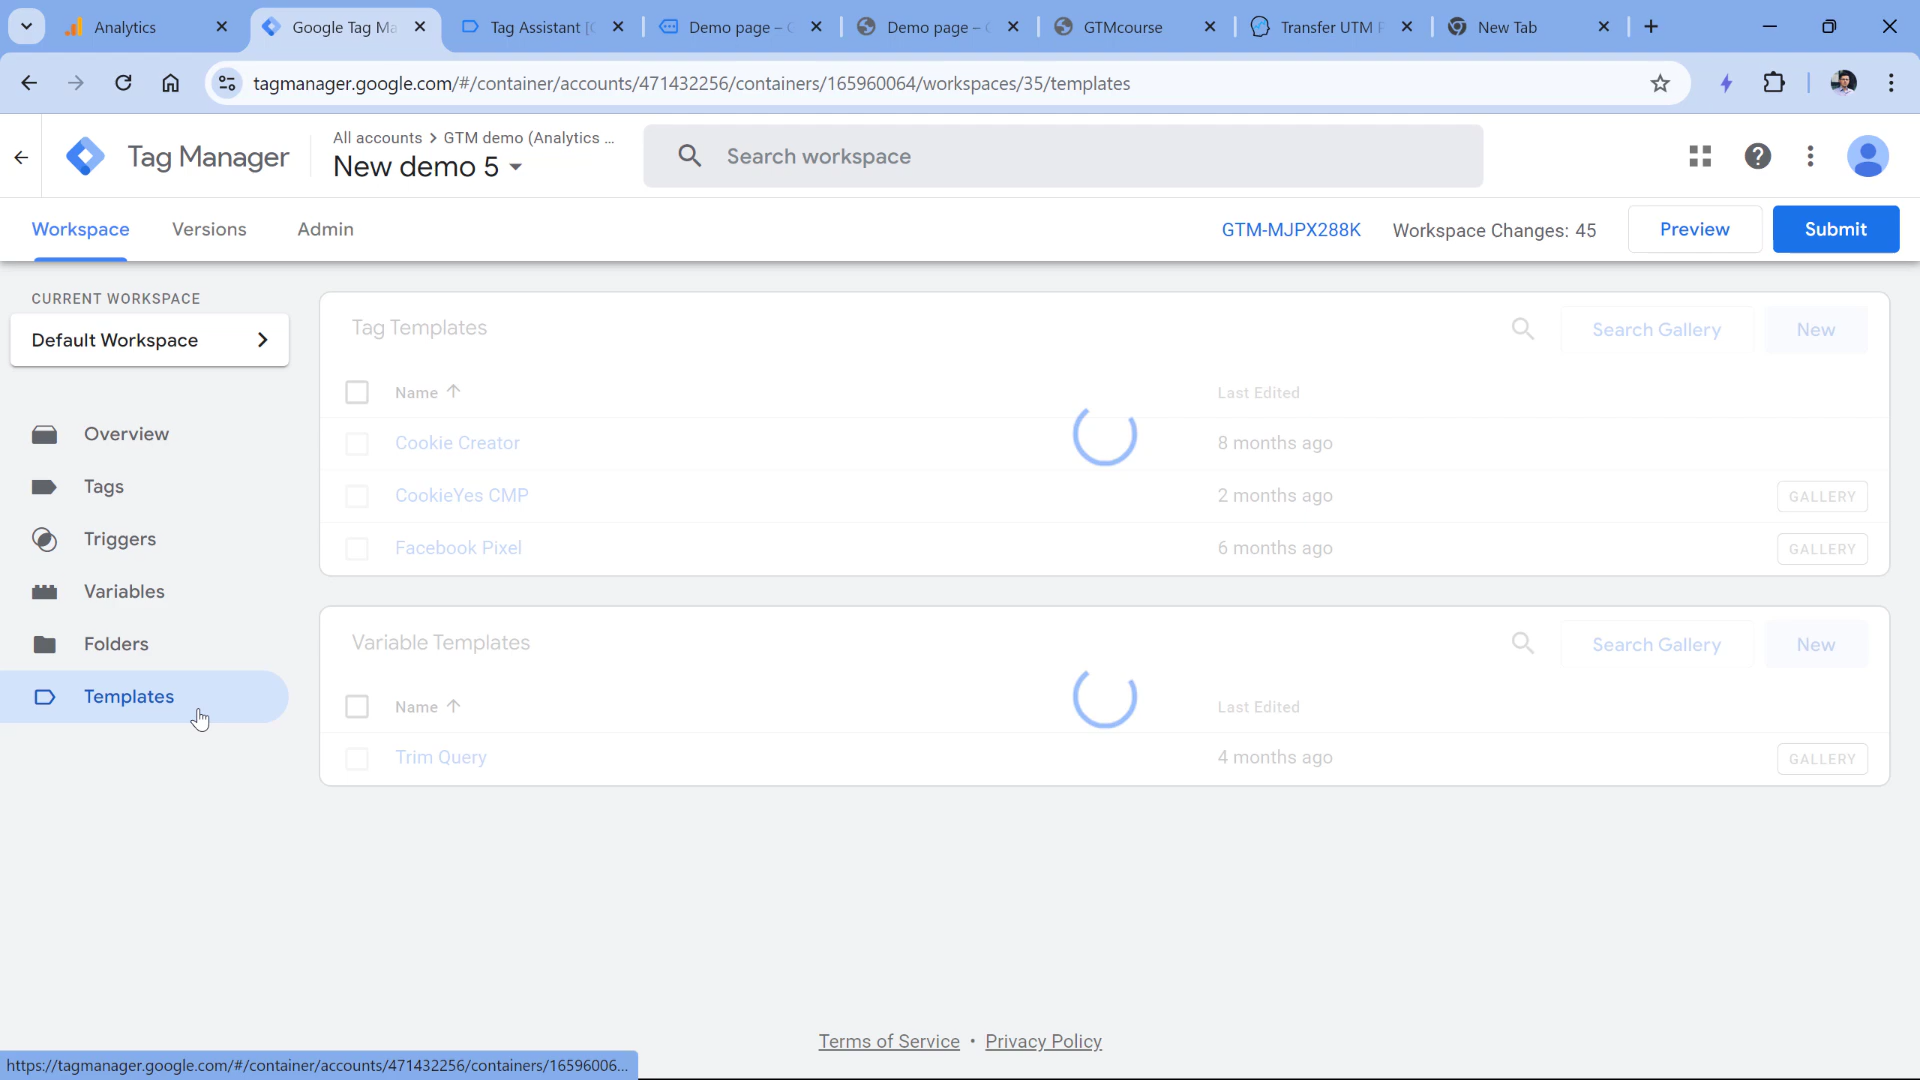 Analytics
Google Tag Ma
Tag Assistant [
Demo page –
Demo page –
GTMcourse
Transfer UTM
New Tab
tagmanager.google.com/#/container/accounts/471432256/containers/165960064/workspaces/35/templates
Tag Manager
All accounts > GTM demo (Analytics ...
New demo 5
Search workspace
Workspace
Versions
Admin
GTM-MJPX288K
Workspace Changes: 45
Preview
Submit
CURRENT WORKSPACE
Default Workspace
Overview
Tags
Triggers
Variables
Folders
Templates
Tag Templates
Search Gallery
New
Name
Last Edited
Cookie Creator
8 months ago
CookieYes CMP
2 months ago
GALLERY
Facebook Pixel
6 months ago
GALLERY
Variable Templates
Search Gallery
New
Name
Last Edited
Trim Query
4 months ago
GALLERY
Terms of Service • Privacy Policy
https://tagmanager.google.com/#/container/accounts/471432256/containers/16596006...